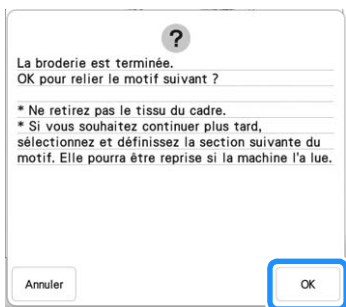 ?
La broderie est terminée.
OK pour relier le motif suivant ?
* Ne retirez pas le tissu du cadre.
* Si vous souhaitez continuer plus tard,
sélectionnez et définissez la section suivante du
motif. Elle pourra être reprise si la machine l'a lue.
Annuler
OK